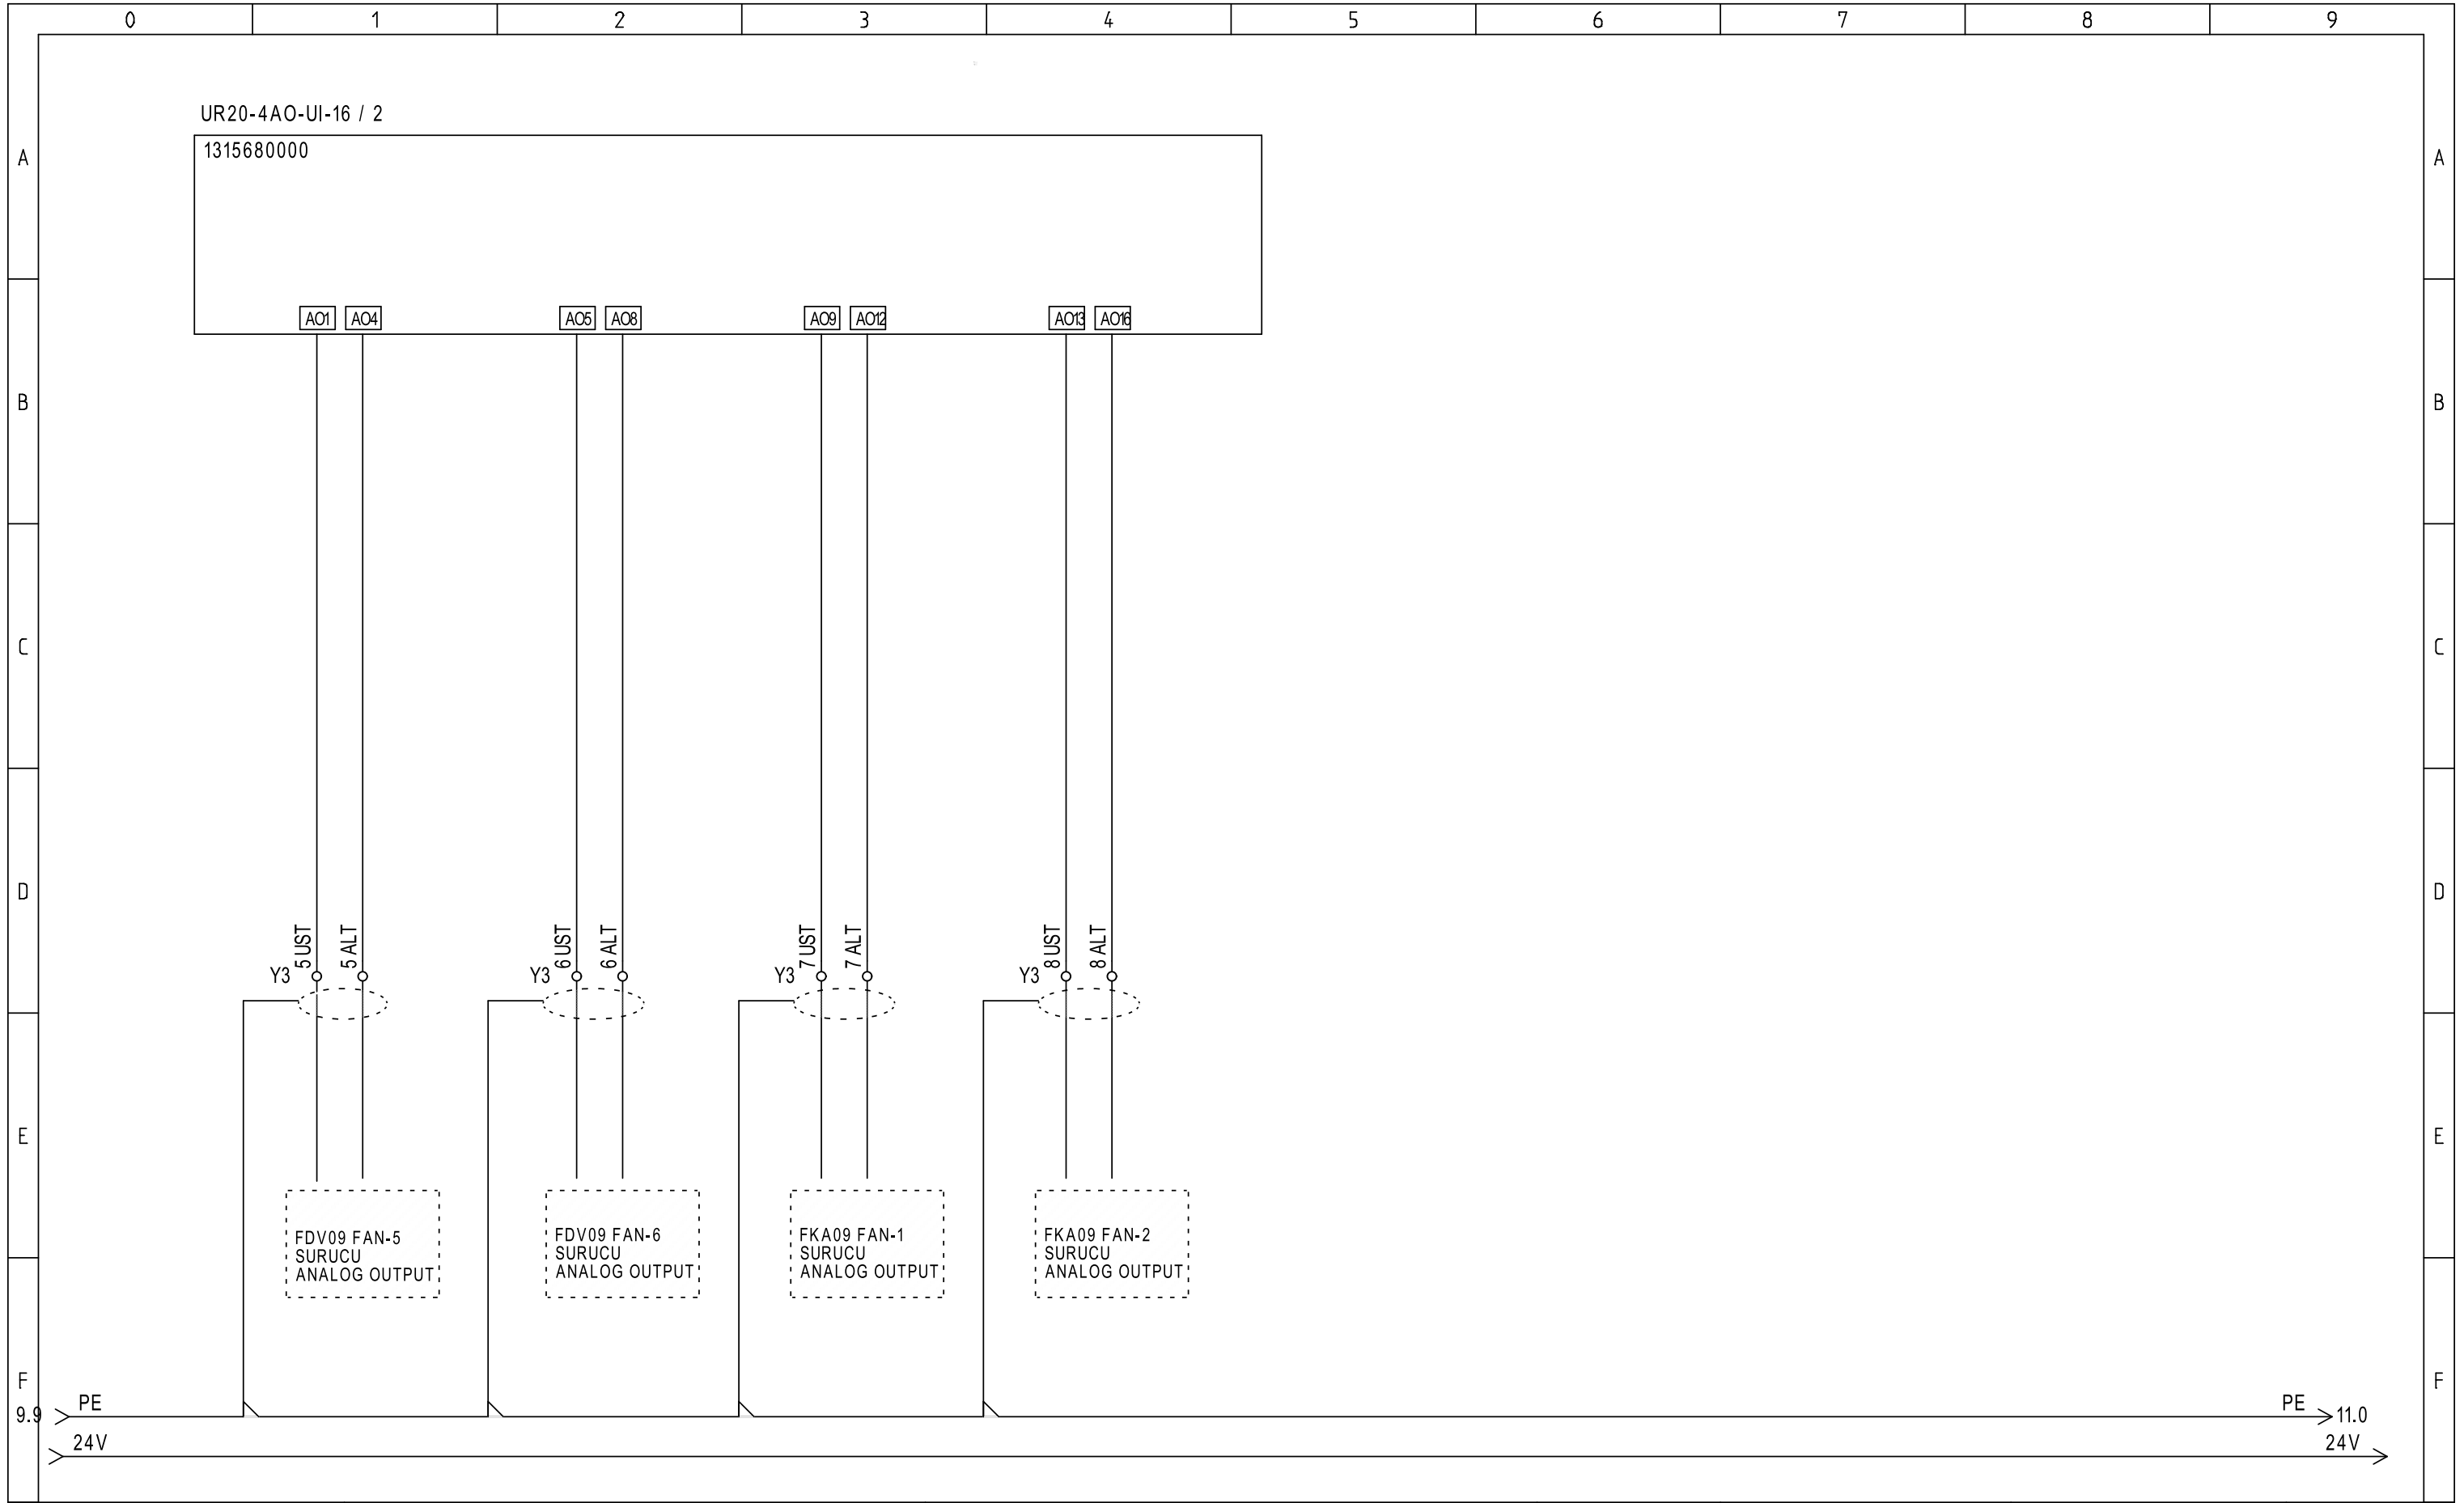 0 1 2 3 4 5 6 7 8 9
UR20-4AO-UI-16 / 2
1315680000
A A
AO1 AO4 AO5 AO8 AO9 AO12 AO13 AO16
B B
C C
D D
5 UST 5 ALT 6 UST 6 ALT 7 UST 7 ALT 8 UST 8 ALT
Y3 Y3 Y3 Y3
E E
FDV09 FAN-5
SURUCU
ANALOG OUTPUT
FDV09 FAN-6
SURUCU
ANALOG OUTPUT
FKA09 FAN-1
SURUCU
ANALOG OUTPUT
FKA09 FAN-2
SURUCU
ANALOG OUTPUT
F F
9.9 PE PE 11.0
24V 24V